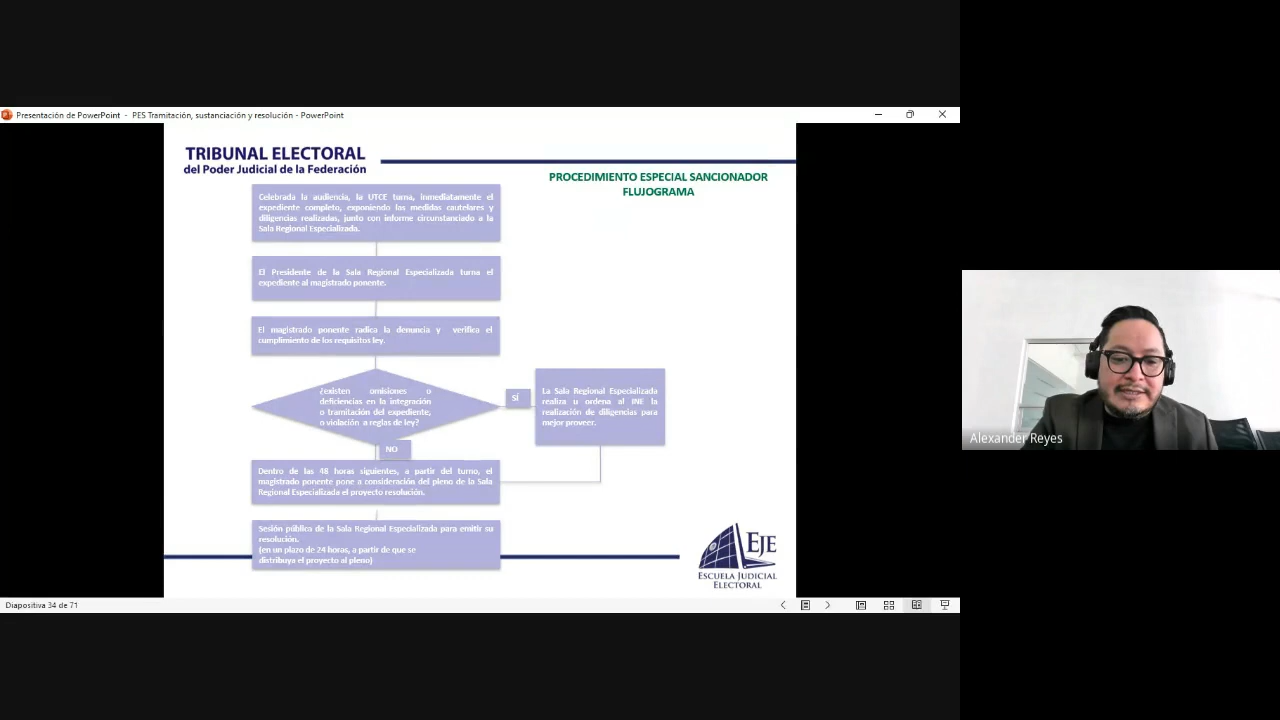 Presentación de PowerPoint - PES Tramitación, sustanciación y resolución - PowerPoint
TRIBUNAL ELECTORAL
del Poder Judicial de la Federación
PROCEDIMIENTO ESPECIAL SANCIONADOR
FLUJOGRAMA
Celebrada la audiencia, la UTCE turna, inmediatamente el
expediente completo, exponiendo las medidas cautelares y
diligencias realizadas, junto con informe circunstanciado a la
Sala Regional Especializada.
El Presidente de la Sala Regional Especializada turna el
expediente al magistrado ponente.
El magistrado ponente radica la denuncia y verifica el
cumplimiento de los requisitos ley.
¿existen omisiones o
deficiencias en la integración
o tramitación del expediente,
o violación a reglas de ley?
SÍ
La Sala Regional Especializada
realiza u ordena al INE la
realización de diligencias para
mejor proveer.
NO
Dentro de las 48 horas siguientes, a partir del turno, el
magistrado ponente pone a consideración del pleno de la Sala
Regional Especializada el proyecto resolución.
Sesión pública de la Sala Regional Especializada para emitir su
resolución.
(en un plazo de 24 horas, a partir de que se
distribuya el proyecto al pleno)
EJE
ESCUELA JUDICIAL
ELECTORAL
Diapositiva 34 de 71
Alexander Reyes